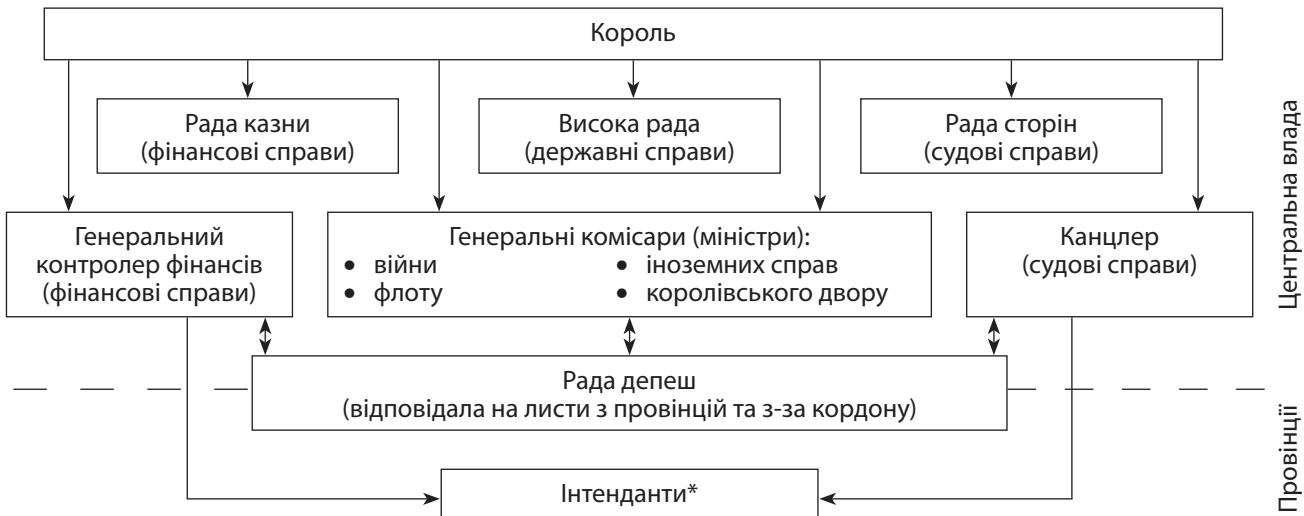 Король
Рада казни
(фінансові справи)
Висока рада
(державні справи)
Рада сторін
(судові справи)
Генеральний
контролер фінансів
(фінансові справи)
Генеральні комісари (міністри):
• війни
• флоту
• іноземних справ
• королівського двору
Канцлер
(судові справи)
Центральна влада
Рада депеш
(відповідала на листи з провінцій та з-за кордону)
Інтенданти*
Провінції